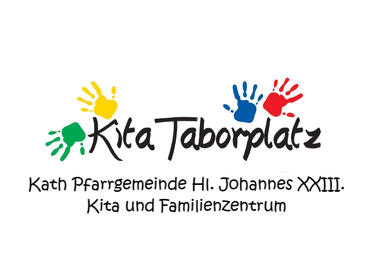 Kita Taborplatz
Kath Pfarrgemeinde Hl. Johannes XXIII.
Kita und Familienzentrum